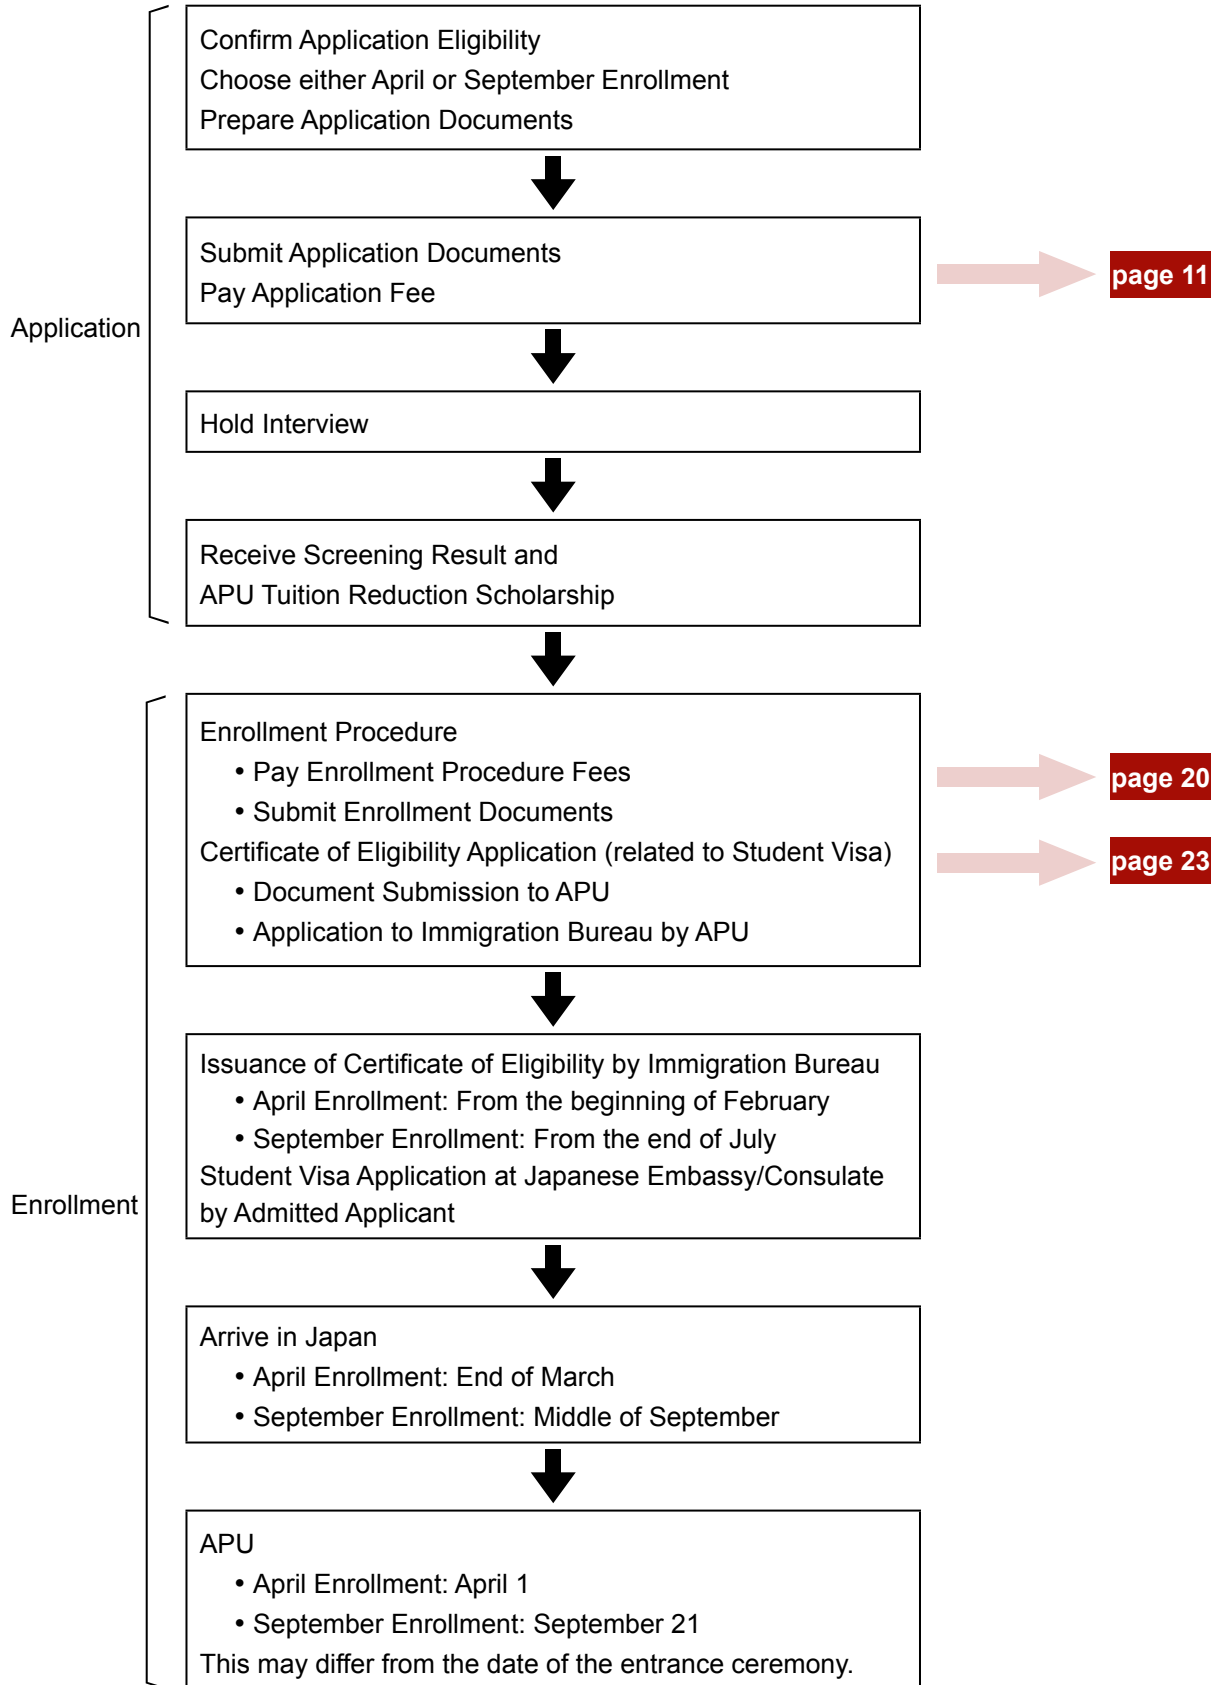 Confirm Application Eligibility
Choose either April or September Enrollment
Prepare Application Documents
Submit Application Documents
Pay Application Fee
page 11
Application
Hold Interview
Receive Screening Result and
APU Tuition Reduction Scholarship
Enrollment Procedure
• Pay Enrollment Procedure Fees
page 20
• Submit Enrollment Documents
Certificate of Eligibility Application (related to Student Visa)
page 23
• Document Submission to APU
• Application to Immigration Bureau by APU
Issuance of Certificate of Eligibility by Immigration Bureau
• April Enrollment: From the beginning of February
• September Enrollment: From the end of July
Student Visa Application at Japanese Embassy/Consulate
by Admitted Applicant
Enrollment
Arrive in Japan
• April Enrollment: End of March
• September Enrollment: Middle of September
APU
• April Enrollment: April 1
• September Enrollment: September 21
This may differ from the date of the entrance ceremony.